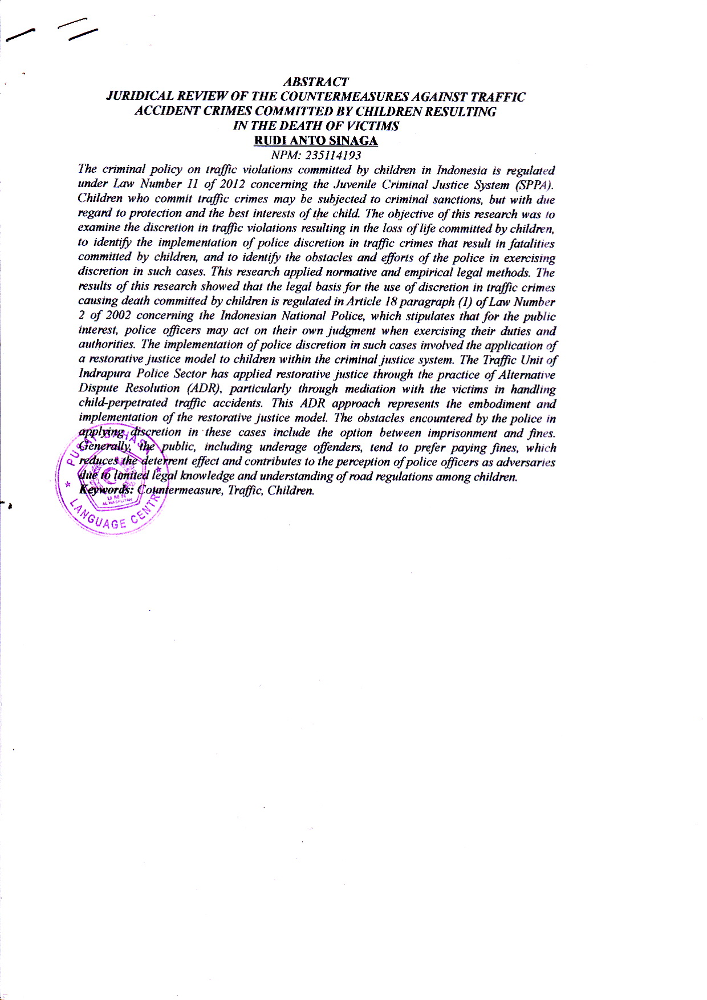 ABSTRACT
JURIDICAL REVIEW OF THE COUNTERMEASURES AGAINST TRAFFIC
ACCIDENT CRIMES COMMITTED BY CHILDREN RESULTING
IN THE DEATH OF VICTIMS
RUDI ANTO SINAGA
NPM: 235114193
The criminal policy on traffic violations committed by children in Indonesia is regulated
under Law Number 11 of 2012 concerning the Juvenile Criminal Justice System (SPPA).
Children who commit traffic crimes may be subjected to criminal sanctions, but with due
regard to protection and the best interests of the child. The objective of this research was to
examine the discretion in traffic violations resulting in the loss of life committed by children,
to identify the implementation of police discretion in traffic crimes that result in fatalities
committed by children, and to identify the obstacles and efforts of the police in exercising
discretion in such cases. This research applied normative and empirical legal methods. The
results of this research showed that the legal basis for the use of discretion in traffic crimes
causing death committed by children is regulated in Article 18 paragraph (1) of Law Number
2 of 2002 concerning the Indonesian National Police, which stipulates that for the public
interest, police officers may act on their own judgment when exercising their duties and
authorities. The implementation of police discretion in such cases involved the application of
a restorative justice model to children within the criminal justice system. The Traffic Unit of
Indrapura Police Sector has applied restorative justice through the practice of Alternative
Dispute Resolution (ADR), particularly through mediation with the victims in handling
child-perpetrated traffic accidents. This ADR approach represents the embodiment and
implementation of the restorative justice model. The obstacles encountered by the police in
applying discretion in these cases include the option between imprisonment and fines.
Generally, the public, including underage offenders, tend to prefer paying fines, which
reduces the deterrent effect and contributes to the perception of police officers as adversaries
due to limited legal knowledge and understanding of road regulations among children.
Keywords: Countermeasure, Traffic, Children.
PUSAT BAHASA
UMN
AL WASHLIYAH
LANGUAGE CENTRE